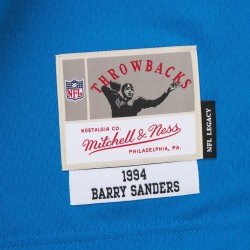 THROWBACKS
NFL
NOSTALGIA CO.
Mitchell & Ness
PHILADELPHIA, PA.
NFL LEGACY
1994
BARRY SANDERS